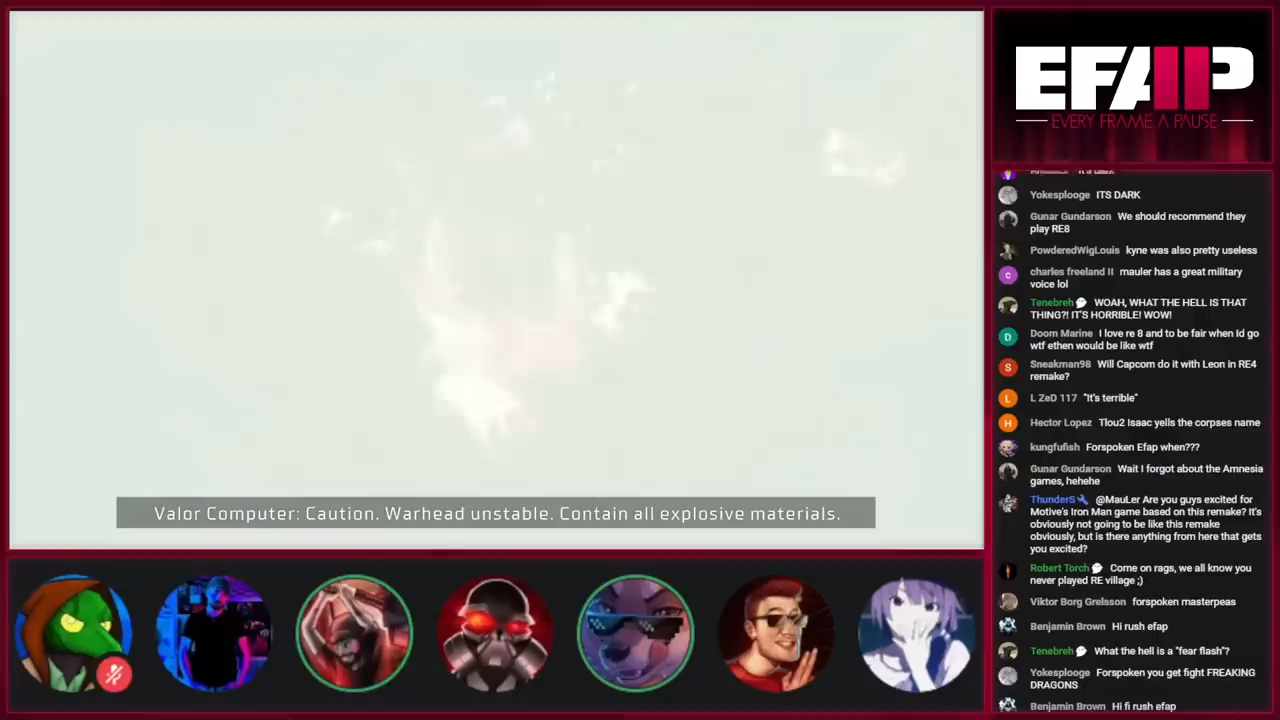 Valor Computer: Caution. Warhead unstable. Contain all explosive materials.
EFAP
EVERY FRAME A PAUSE
Yokesplooge ITS DARK
Gunar Gundarson We should recommend they
play RE8
PowderedWigLouis kyne was also pretty useless
charles freeland II mauler has a great military
voice lol
Tenebreh WOAH, WHAT THE HELL IS THAT
THING?! IT'S HORRIBLE! WOW!
Doom Marine I love re 8 and to be fair when Id go
wtf ethen would be like wtf
Sneakman98 Will Capcom do it with Leon in RE4
remake?
L ZeD 117 "It's terrible"
Hector Lopez Tlou2 Isaac yells the corpses name
kungfufish Forspoken Efap when???
Gunar Gundarson Wait I forgot about the Amnesia
games, hehehe
ThunderS @MauLer Are you guys excited for
Motive's Iron Man game based on this remake? It's
obviously not going to be like this remake
obviously, but is there anything from here that gets
you excited?
Robert Torch Come on rags, we all know you
never played RE village ;)
Viktor Borg Grelsson forspoken masterpeas
Benjamin Brown Hi rush efap
Tenebreh What the hell is a "fear flash"?
Yokesplooge Forspoken you get fight FREAKING
DRAGONS
Benjamin Brown Hi fi rush efap